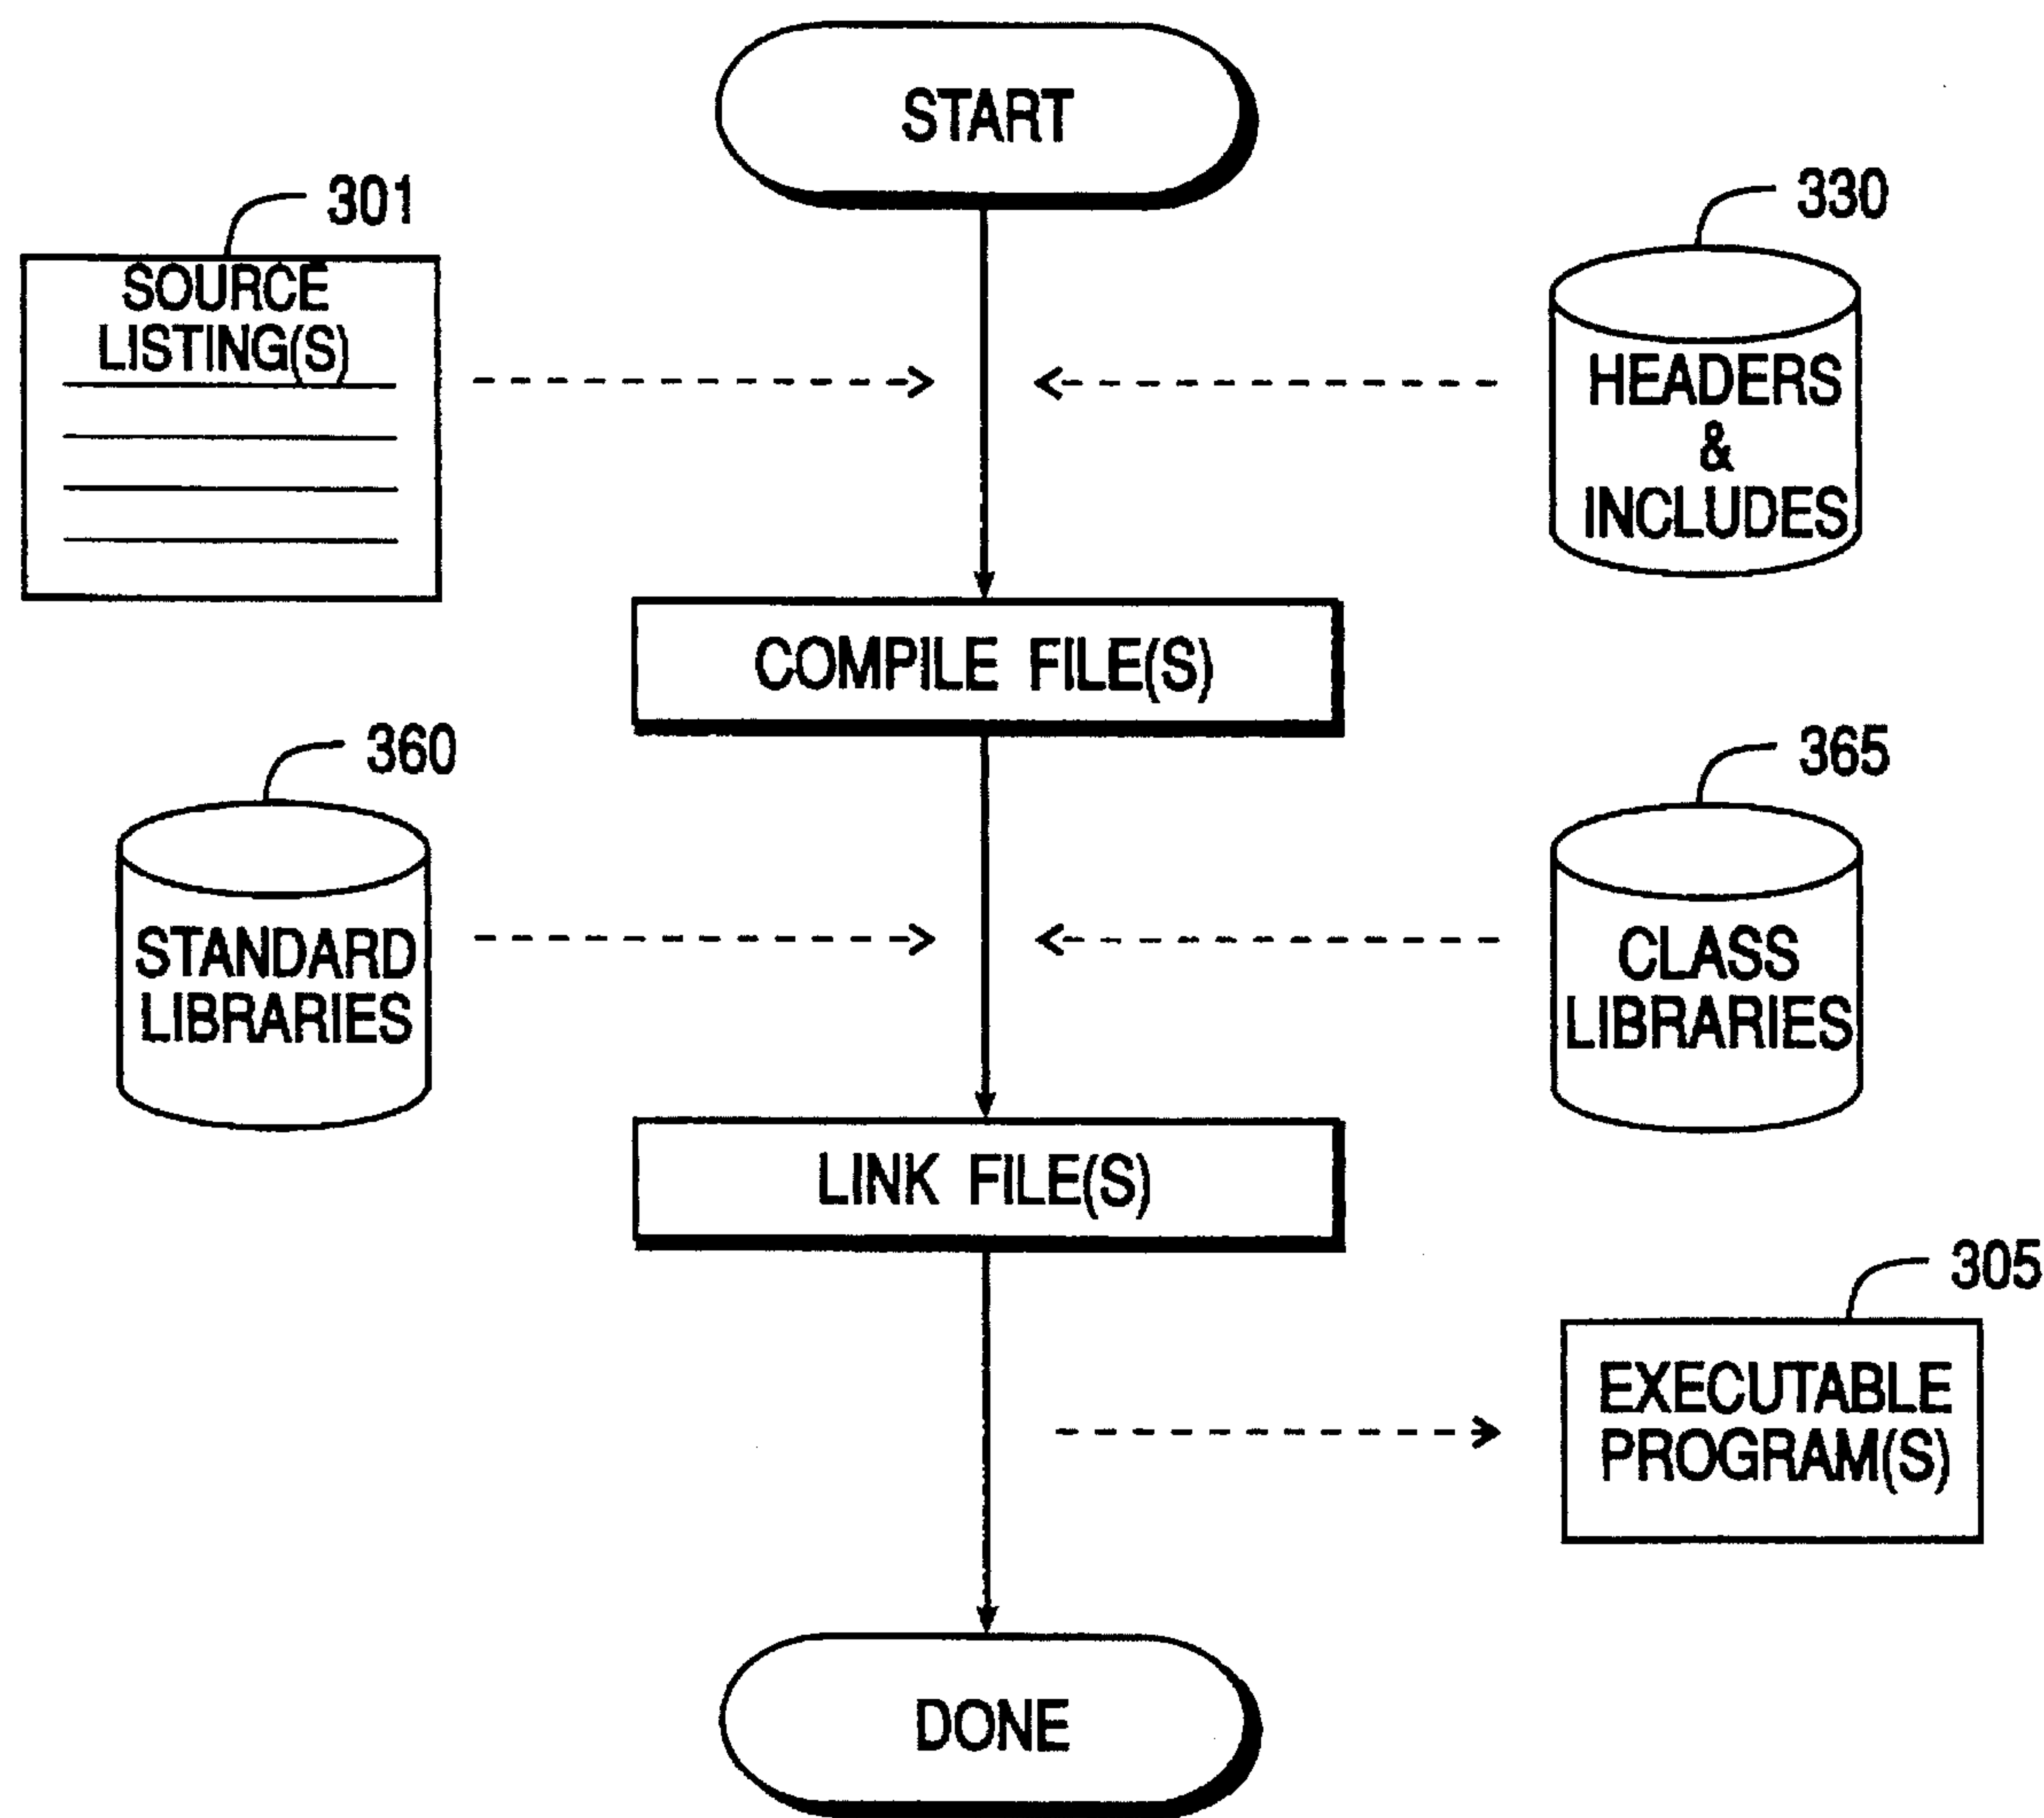 START
301
SOURCE
LISTING(S)
330
HEADERS
&
INCLUDES
COMPILE FILE(S)
360
STANDARD
LIBRARIES
365
CLASS
LIBRARIES
LINK FILE(S)
305
EXECUTABLE
PROGRAM(S)
DONE